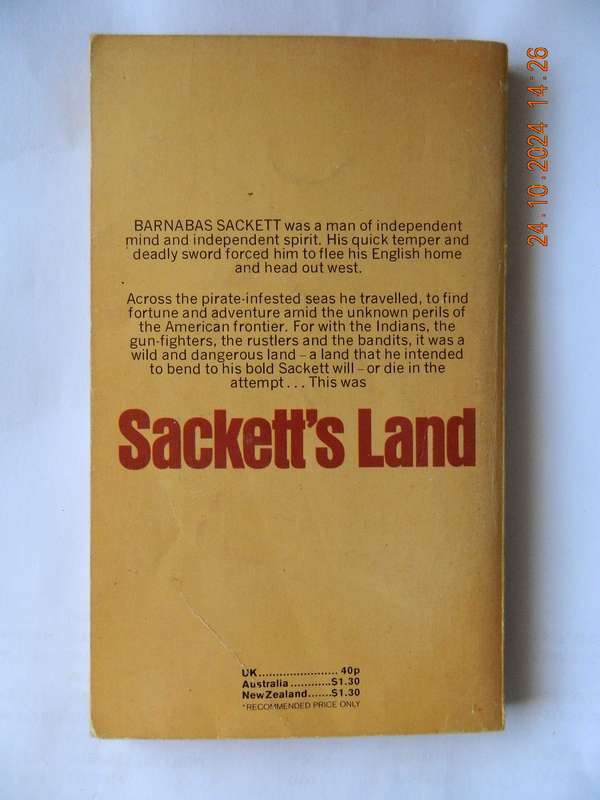 BARNABAS SACKETT was a man of independent
mind and independent spirit. His quick temper and
deadly sword forced him to flee his English home
and head out west.
Across the pirate-infested seas he travelled, to find
fortune and adventure amid the unknown perils of
the American frontier. For with the Indians, the
gun-fighters, the rustlers and the bandits, it was a
wild and dangerous land – a land that he intended
to bend to his bold Sackett will – or die in the
attempt . . . This was
Sackett's Land
UK....................... 40p
Australia ............$1.30
New Zealand.......$1.30
*RECOMMENDED PRICE ONLY
24.10.2024 14:26